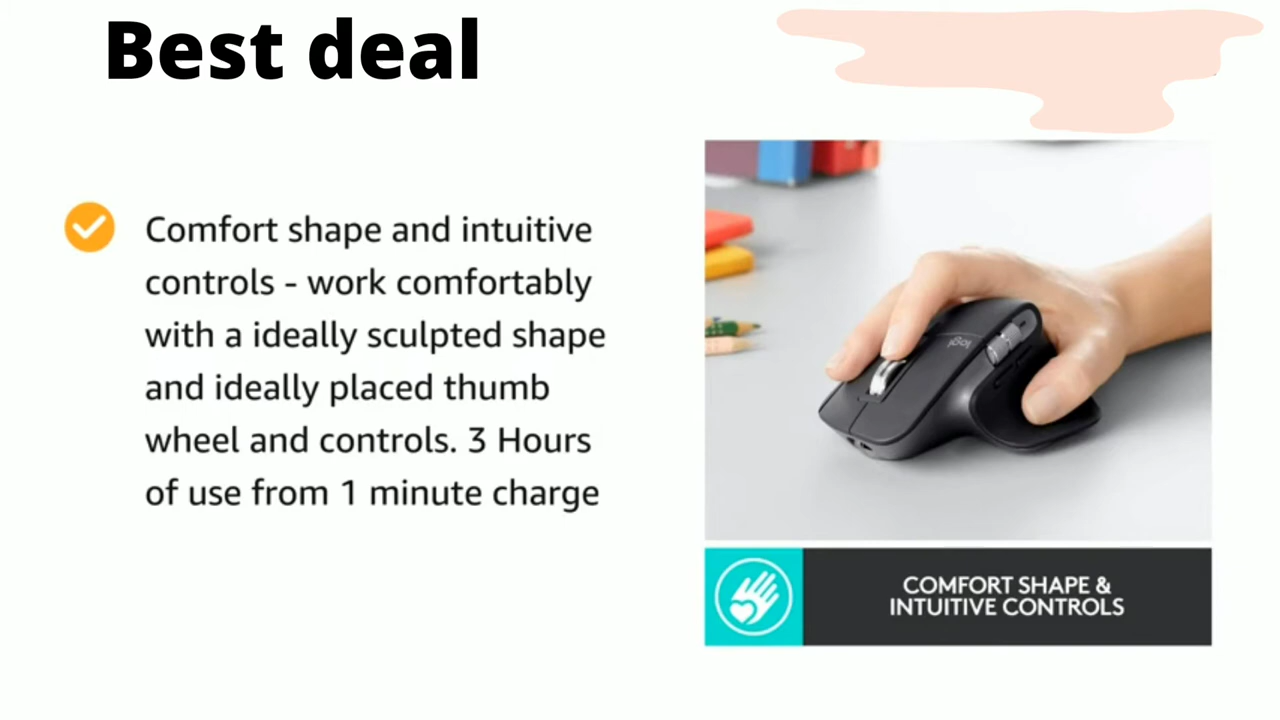 Best deal
Comfort shape and intuitive
controls - work comfortably
with a ideally sculpted shape
and ideally placed thumb
wheel and controls. 3 Hours
of use from 1 minute charge
logi
COMFORT SHAPE &
INTUITIVE CONTROLS